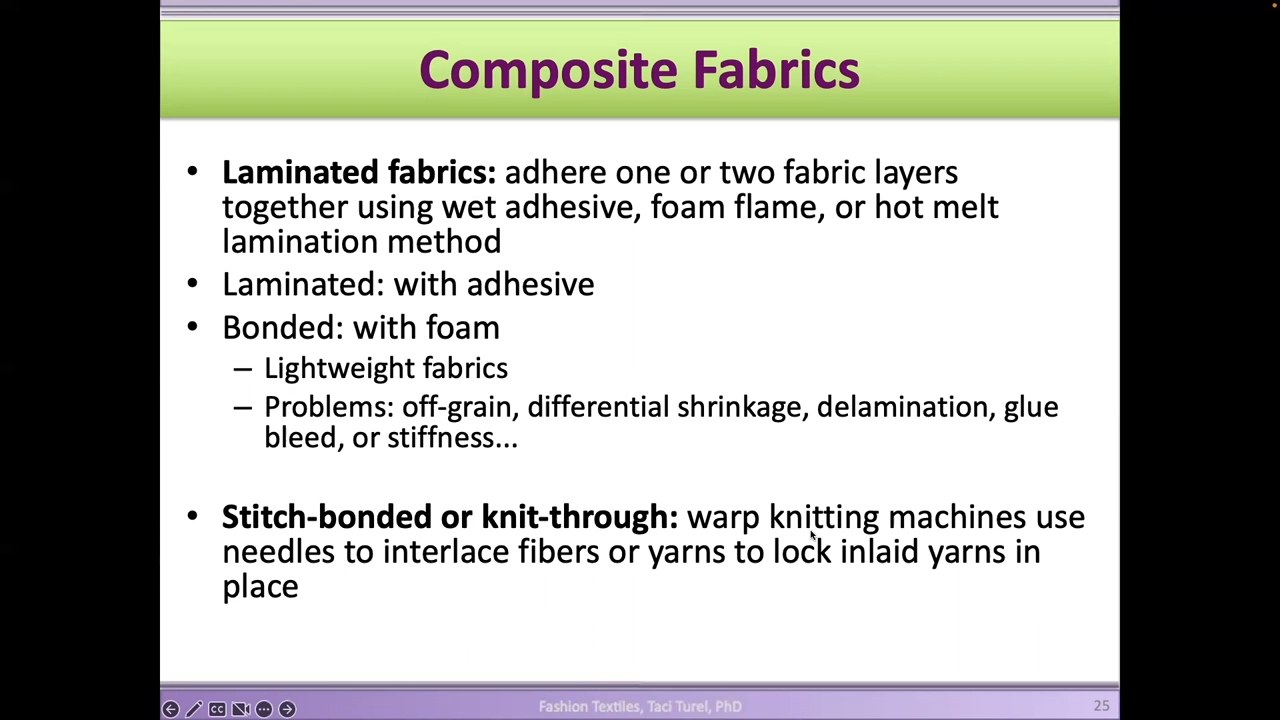 Composite Fabrics
• Laminated fabrics: adhere one or two fabric layers
together using wet adhesive, foam flame, or hot melt
lamination method
• Laminated: with adhesive
• Bonded: with foam
– Lightweight fabrics
– Problems: off-grain, differential shrinkage, delamination, glue
bleed, or stiffness...
• Stitch-bonded or knit-through: warp knitting machines use
needles to interlace fibers or yarns to lock inlaid yarns in
place
CC
Fashion Textiles, Taci Turel, PhD
25